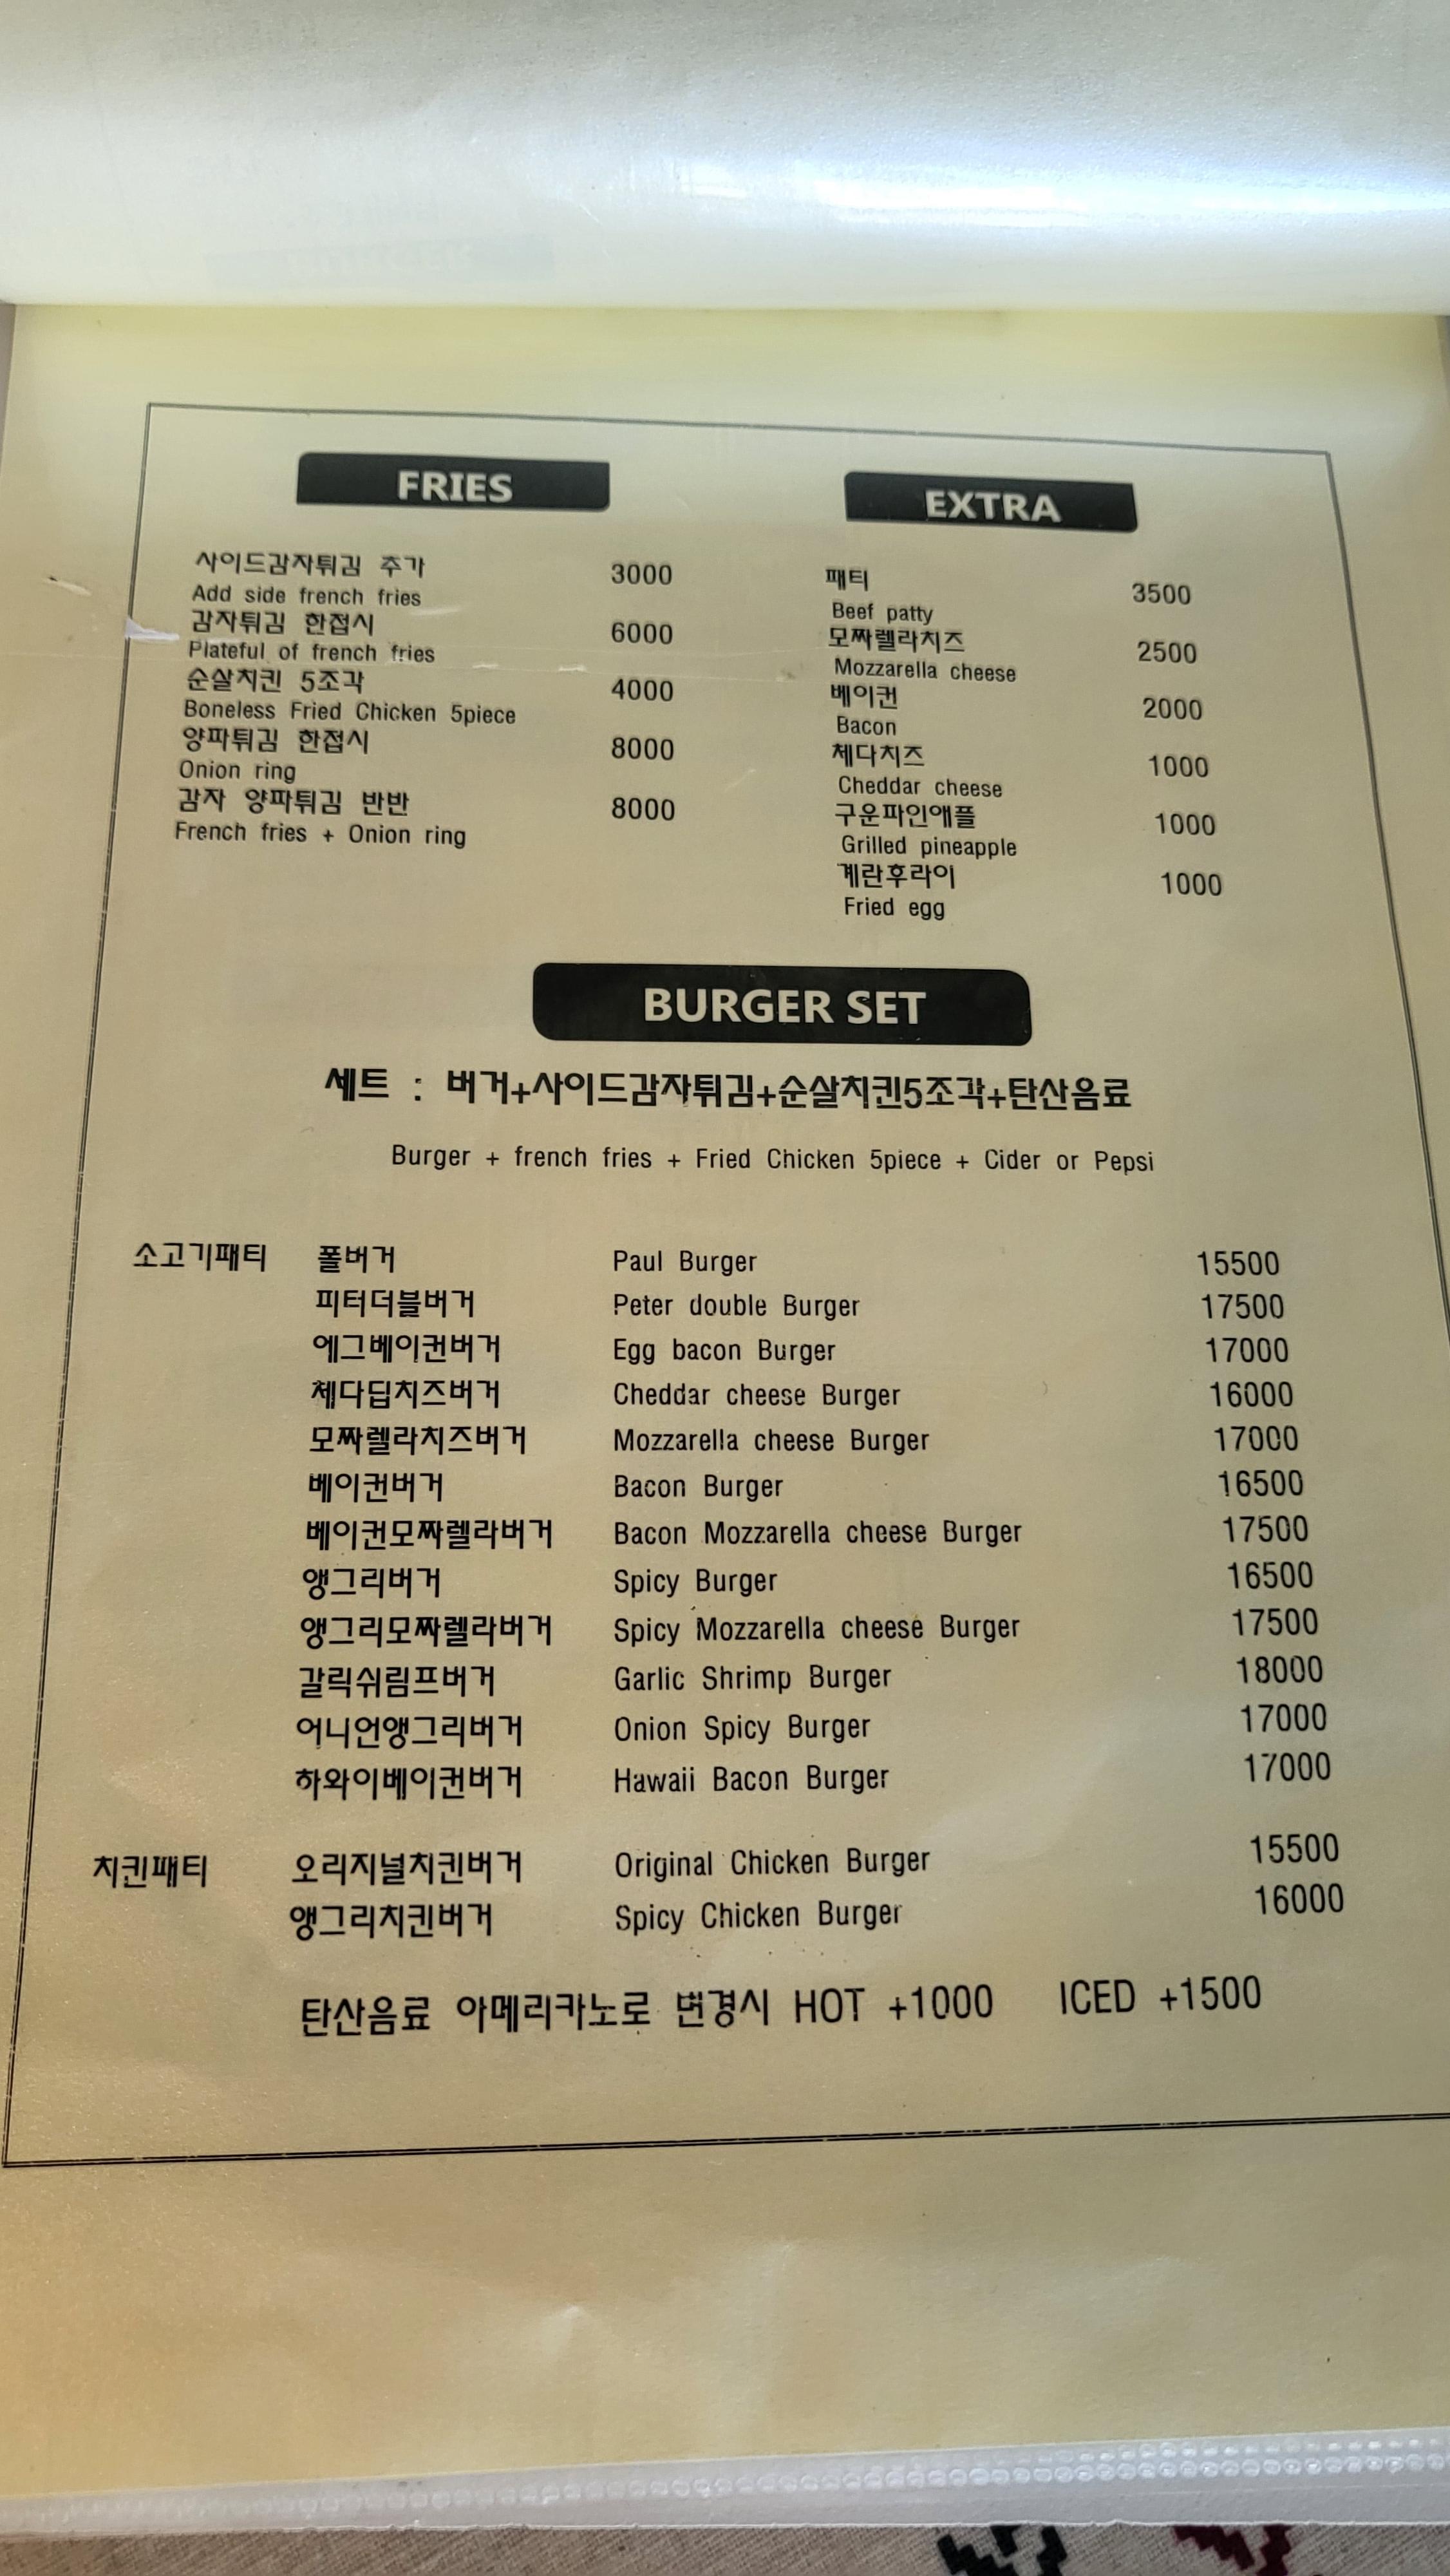 FRIES
사이드감자튀김 추가 3000
Add side french fries
감자튀김 한접시 6000
Plateful of french fries
순살치킨 5조각 4000
Boneless Fried Chicken 5piece
양파튀김 한접시 8000
Onion ring
감자 양파튀김 반반 8000
French fries + Onion ring
EXTRA
패티 3500
Beef patty
모짜렐라치즈 2500
Mozzarella cheese
베이컨 2000
Bacon
체다치즈 1000
Cheddar cheese
구운파인애플 1000
Grilled pineapple
계란후라이 1000
Fried egg
BURGER SET
세트 : 버거+사이드감자튀김+순살치킨5조각+탄산음료
Burger + french fries + Fried Chicken 5piece + Cider or Pepsi
소고기패티 폴버거 Paul Burger 15500
피터더블버거 Peter double Burger 17500
에그베이컨버거 Egg bacon Burger 17000
체다딥치즈버거 Cheddar cheese Burger 16000
모짜렐라치즈버거 Mozzarella cheese Burger 17000
베이컨버거 Bacon Burger 16500
베이컨모짜렐라버거 Bacon Mozzarella cheese Burger 17500
앵그리버거 Spicy Burger 16500
앵그리모짜렐라버거 Spicy Mozzarella cheese Burger 17500
갈릭쉬림프버거 Garlic Shrimp Burger 18000
어니언앵그리버거 Onion Spicy Burger 17000
하와이베이컨버거 Hawaii Bacon Burger 17000
치킨패티 오리지널치킨버거 Original Chicken Burger 15500
앵그리치킨버거 Spicy Chicken Burger 16000
탄산음료 아메리카노로 변경시 HOT +1000 ICED +1500